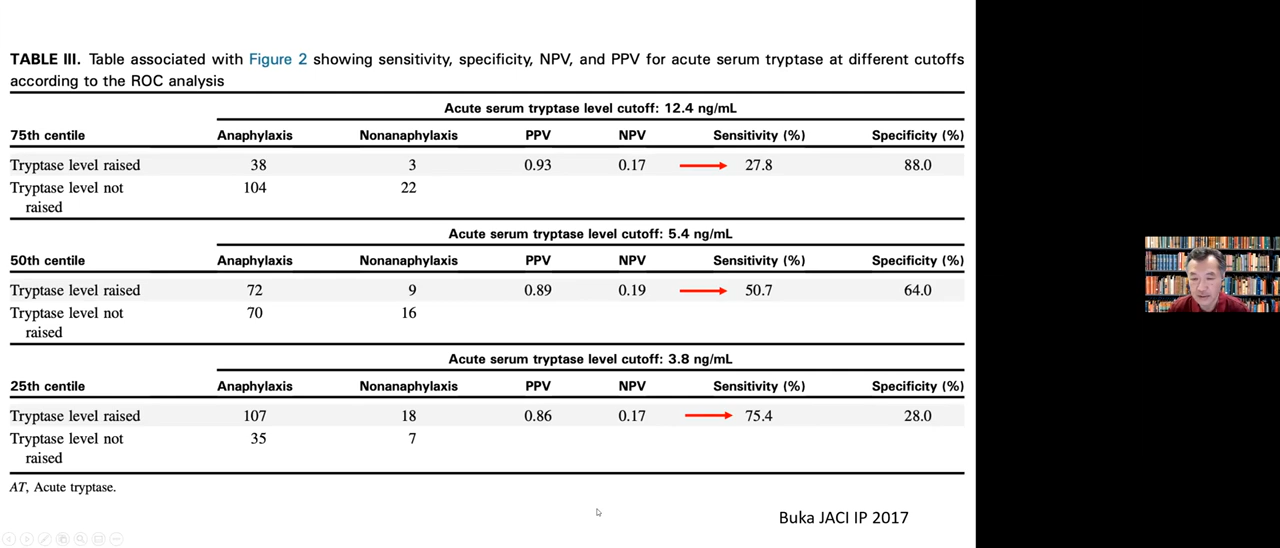 TABLE III. Table associated with Figure 2 showing sensitivity, specificity, NPV, and PPV for acute serum tryptase at different cutoffs
according to the ROC analysis
Acute serum tryptase level cutoff: 12.4 ng/mL
75th centile Anaphylaxis Nonanaphylaxis PPV NPV Sensitivity (%) Specificity (%)
Tryptase level raised 38 3 0.93 0.17 27.8 88.0
Tryptase level not 104 22
raised
Acute serum tryptase level cutoff: 5.4 ng/mL
50th centile Anaphylaxis Nonanaphylaxis PPV NPV Sensitivity (%) Specificity (%)
Tryptase level raised 72 9 0.89 0.19 50.7 64.0
Tryptase level not 70 16
raised
Acute serum tryptase level cutoff: 3.8 ng/mL
25th centile Anaphylaxis Nonanaphylaxis PPV NPV Sensitivity (%) Specificity (%)
Tryptase level raised 107 18 0.86 0.17 75.4 28.0
Tryptase level not 35 7
raised
AT, Acute tryptase.
Buka JACI IP 2017